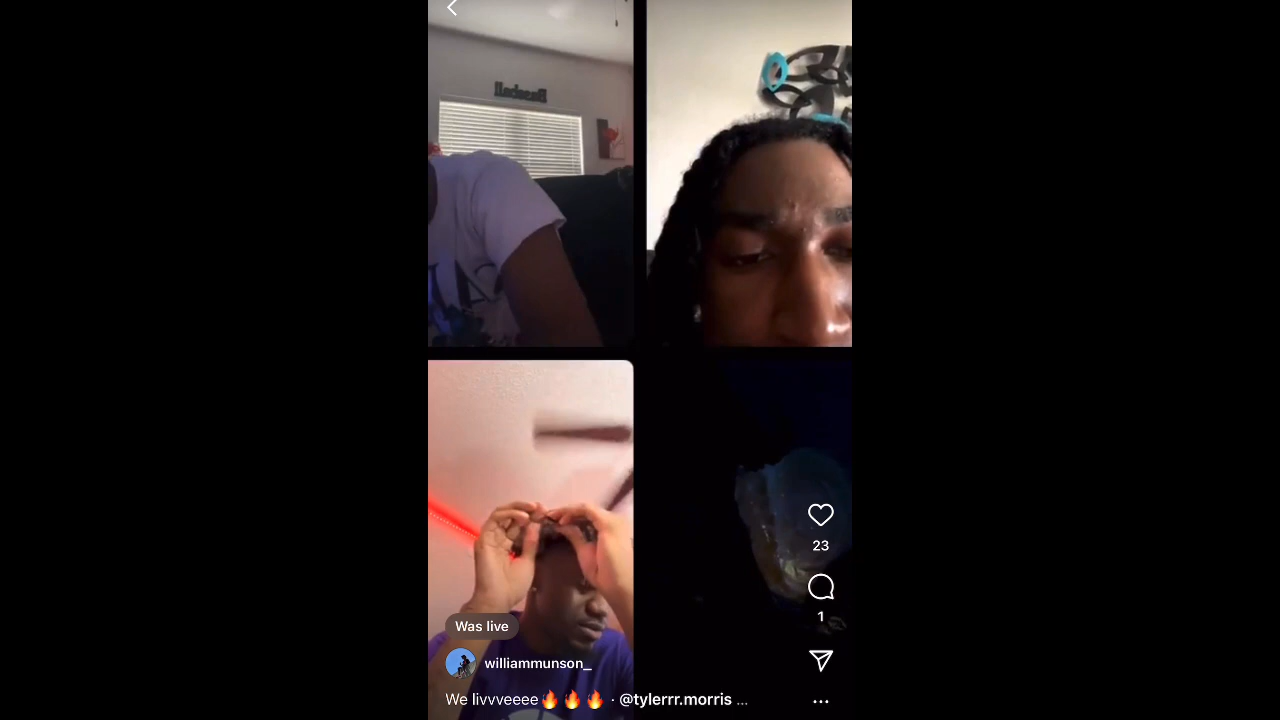 Baseball
23
1
Was live
williammunson_
We livvveeee🔥🔥🔥 · @tylerrr.morris ...